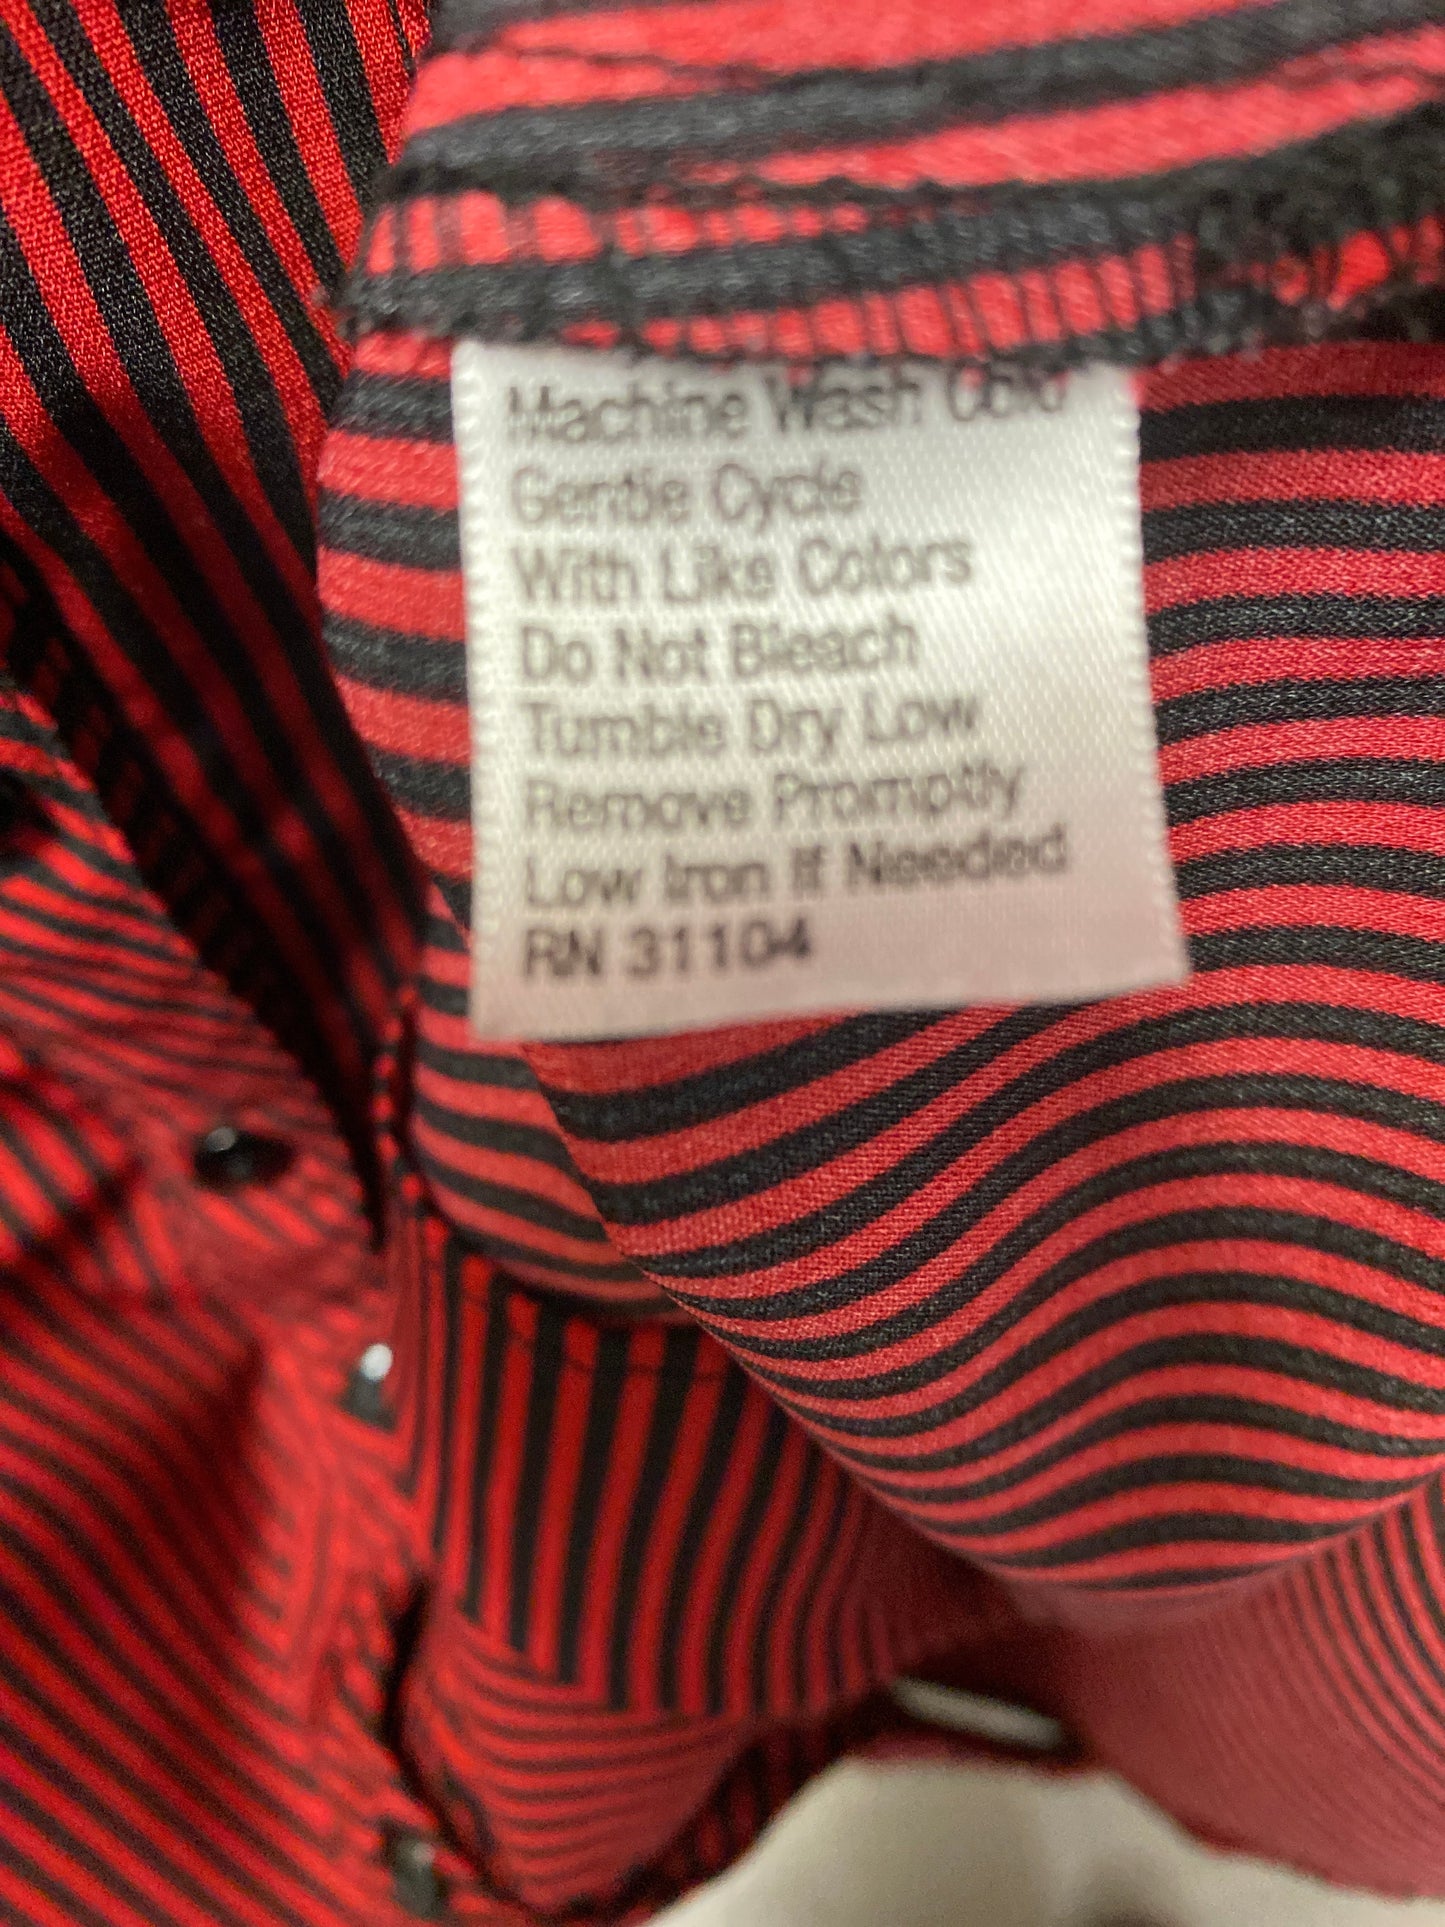 Machine Wash Cold
Gentle Cycle
With Like Colors
Do Not Bleach
Tumble Dry Low
Remove Promptly
Low Iron If Needed
RN 31104